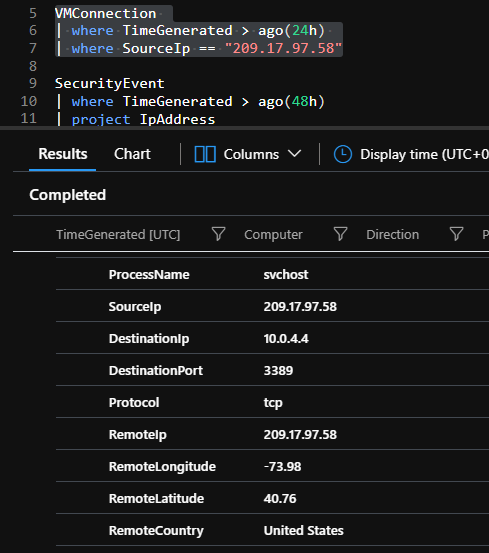 5 VMConnection
6 | where TimeGenerated > ago(24h)
7 | where SourceIp == "209.17.97.58"
8
9 SecurityEvent
10 | where TimeGenerated > ago(48h)
11 | project IpAddress
Results Chart Columns Display time (UTC+0
Completed
TimeGenerated [UTC] Computer Direction P
ProcessName svchost
SourceIp 209.17.97.58
DestinationIp 10.0.4.4
DestinationPort 3389
Protocol tcp
RemoteIp 209.17.97.58
RemoteLongitude -73.98
RemoteLatitude 40.76
RemoteCountry United States